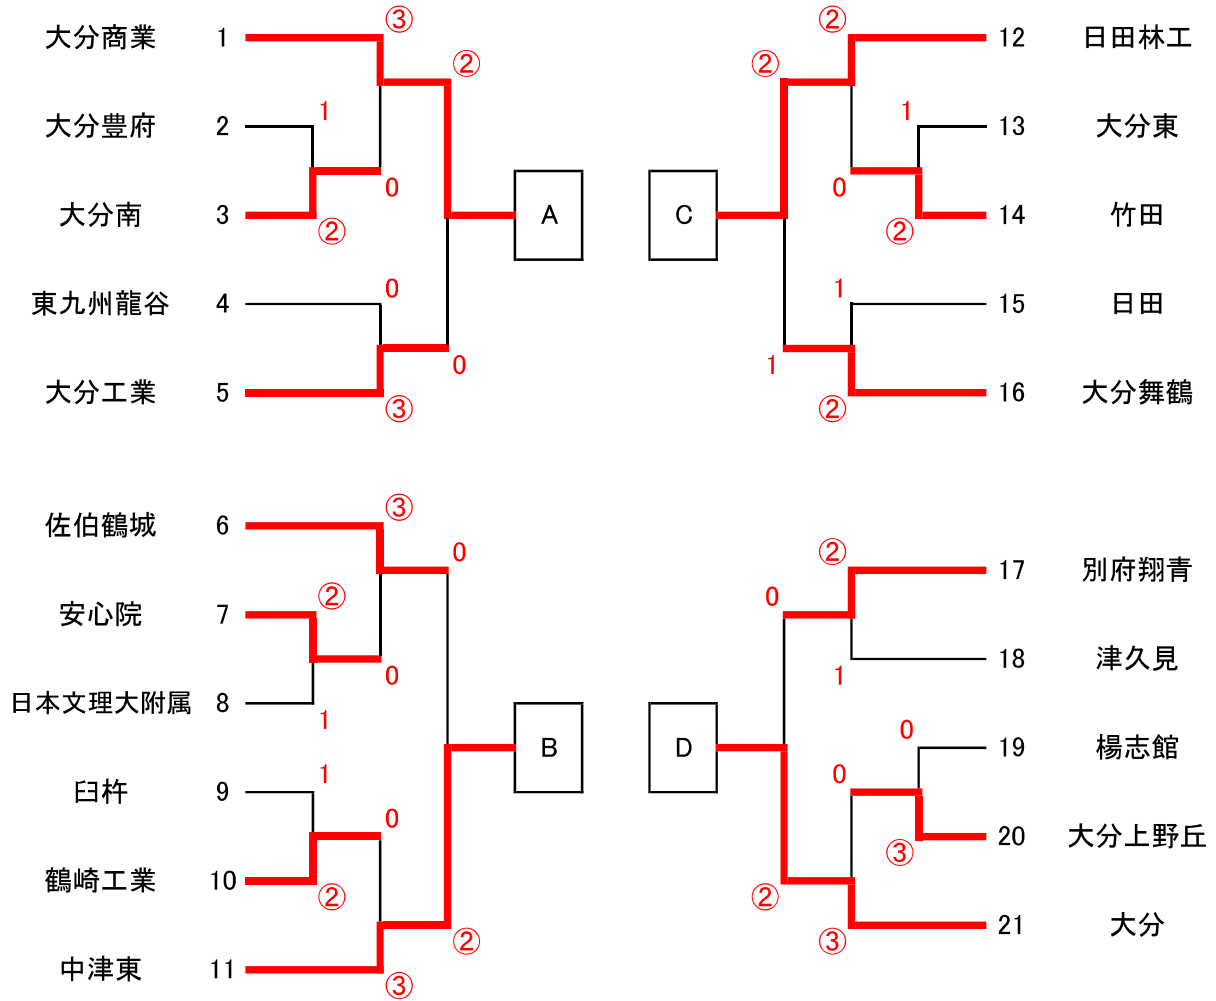 大分商業 1 ③ ② ② ② 12 日田林工
大分豊府 2 1 1 13 大分東
0 A C 0
大分南 3 ② ② 14 竹田
東九州龍谷 4 0 1 15 日田
0 1
大分工業 5 ③ ② 16 大分舞鶴
佐伯鶴城 6 ③ 0 ② 17 別府翔青
安心院 7 ② 0
0 1 18 津久見
日本文理大附属 8 1 0
B D 19 楊志館
臼杵 9 1 0
0 ③ 20 大分上野丘
鶴崎工業 10 ② ②
② ③ 21 大分
中津東 11 ③